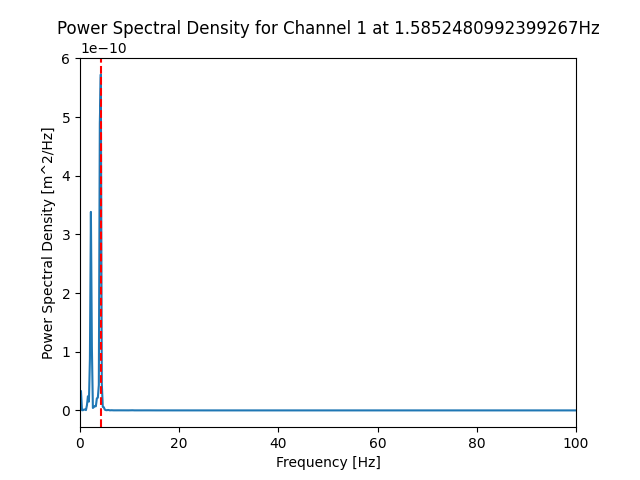 Power Spectral Density for Channel 1 at 1.5852480992399267Hz
1e−10
6
5
4
3
2
1
0
Power Spectral Density [m^2/Hz]
0 20 40 60 80 100
Frequency [Hz]